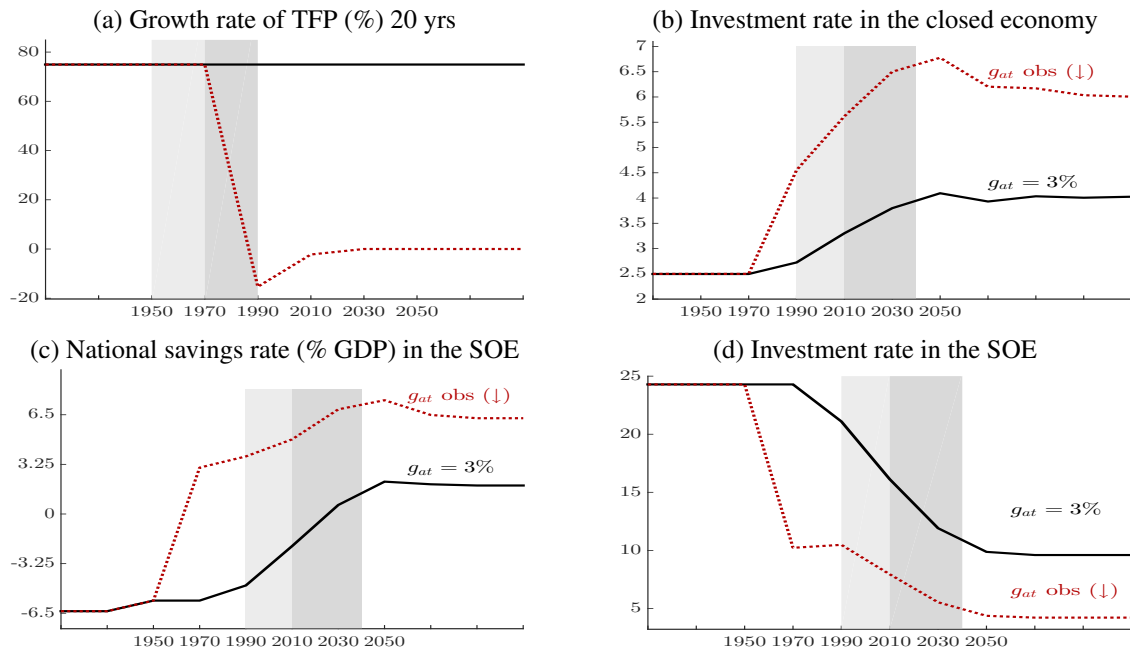 (a) Growth rate of TFP (%) 20 yrs
80
60
40
20
0
-20
1950 1970 1990 2010 2030 2050
(b) Investment rate in the closed economy
7
6.5
6
5.5
5
4.5
4
3.5
3
2.5
2
g_at obs (↓)
g_at = 3%
1950 1970 1990 2010 2030 2050
(c) National savings rate (% GDP) in the SOE
6.5
3.25
0
-3.25
-6.5
g_at obs (↓)
g_at = 3%
1950 1970 1990 2010 2030 2050
(d) Investment rate in the SOE
25
20
15
10
5
g_at = 3%
g_at obs (↓)
1950 1970 1990 2010 2030 2050